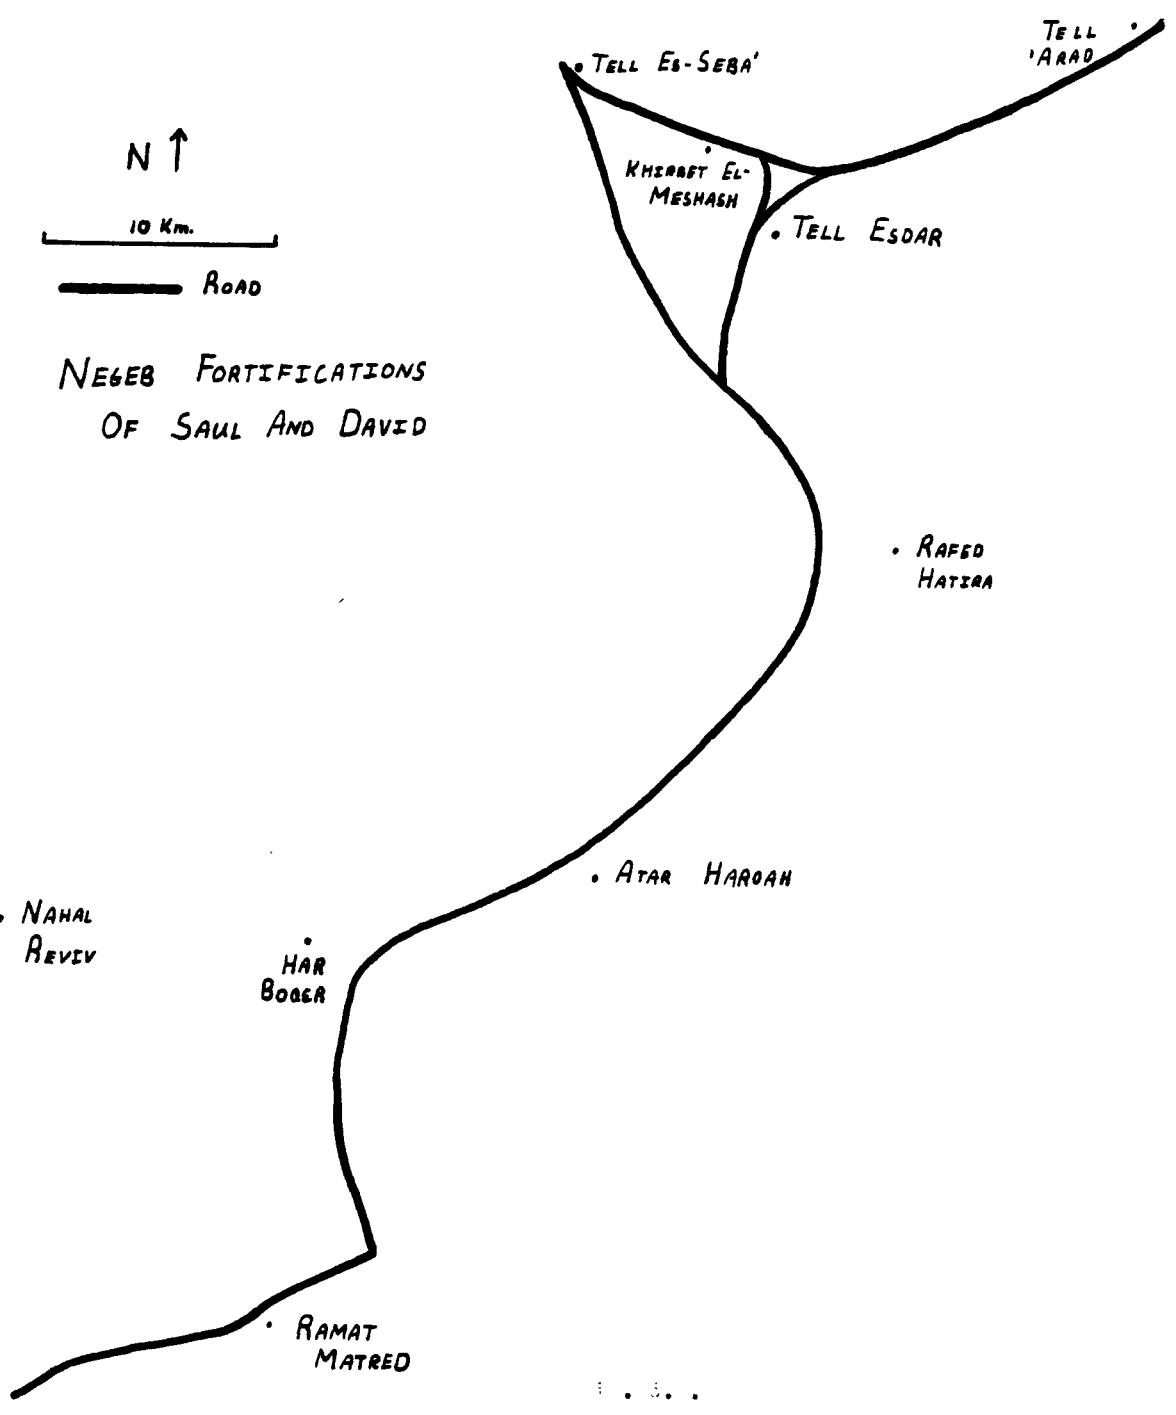 TELL
'ARAD
TELL ES-SEBA'
N
KHIRBET EL-
MESHASH
10 Km.
TELL ESDAR
ROAD
NEGEB FORTIFICATIONS
OF SAUL AND DAVID
RAFED
HATIRA
ATAR HAROAH
NAHAL
REVIV
HAR
BOQER
RAMAT
MATRED